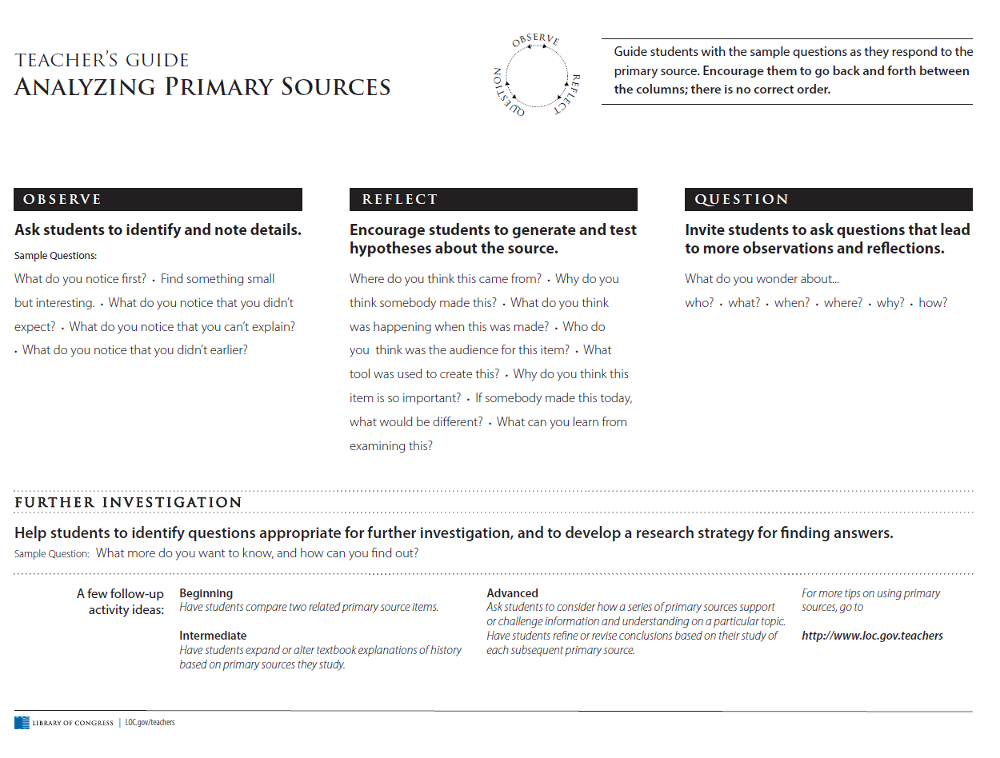 TEACHER'S GUIDE
ANALYZING PRIMARY SOURCES
OBSERVE
REFLECT
QUESTION
Guide students with the sample questions as they respond to the
primary source. Encourage them to go back and forth between
the columns; there is no correct order.
OBSERVE
Ask students to identify and note details.
Sample Questions:
What do you notice first? · Find something small
but interesting. · What do you notice that you didn't
expect? · What do you notice that you can't explain?
· What do you notice that you didn't earlier?
REFLECT
Encourage students to generate and test
hypotheses about the source.
Where do you think this came from? · Why do you
think somebody made this? · What do you think
was happening when this was made? · Who do
you think was the audience for this item? · What
tool was used to create this? · Why do you think this
item is so important? · If somebody made this today,
what would be different? · What can you learn from
examining this?
QUESTION
Invite students to ask questions that lead
to more observations and reflections.
What do you wonder about...
who? · what? · when? · where? · why? · how?
FURTHER INVESTIGATION
Help students to identify questions appropriate for further investigation, and to develop a research strategy for finding answers.
Sample Question: What more do you want to know, and how can you find out?
A few follow-up
activity ideas:
Beginning
Have students compare two related primary source items.
Intermediate
Have students expand or alter textbook explanations of history
based on primary sources they study.
Advanced
Ask students to consider how a series of primary sources support
or challenge information and understanding on a particular topic.
Have students refine or revise conclusions based on their study of
each subsequent primary source.
For more tips on using primary
sources, go to
http://www.loc.gov.teachers
LIBRARY OF CONGRESS | LOC.gov/teachers